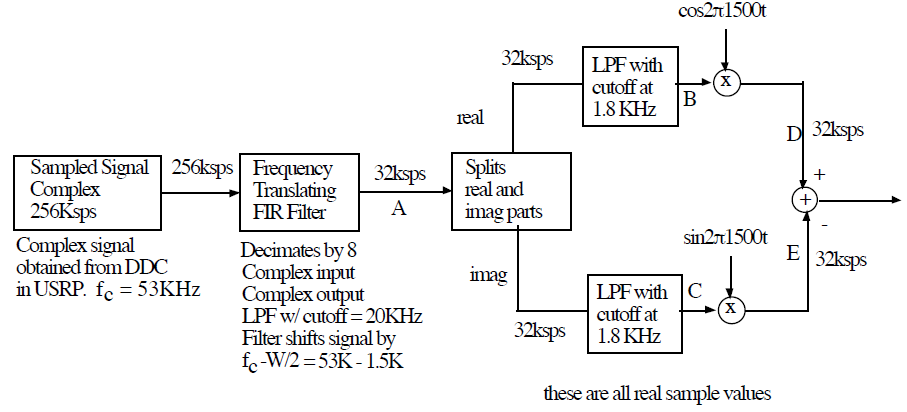 cos2π1500t
32ksps
LPF with
cutoff at
1.8 KHz
x
B
real
D
32ksps
Sampled Signal
Complex
256Ksps
256ksps
Frequency
Translating
FIR Filter
32ksps
A
Splits
real and
imag parts
+
+
-
Complex signal
obtained from DDC
in USRP. fc = 53KHz
Decimates by 8
Complex input
Complex output
LPF w/ cutoff = 20KHz
Filter shifts signal by
fc -W/2 = 53K - 1.5K
imag
32ksps
sin2π1500t
LPF with
cutoff at
1.8 KHz
C
x
E
32ksps
these are all real sample values